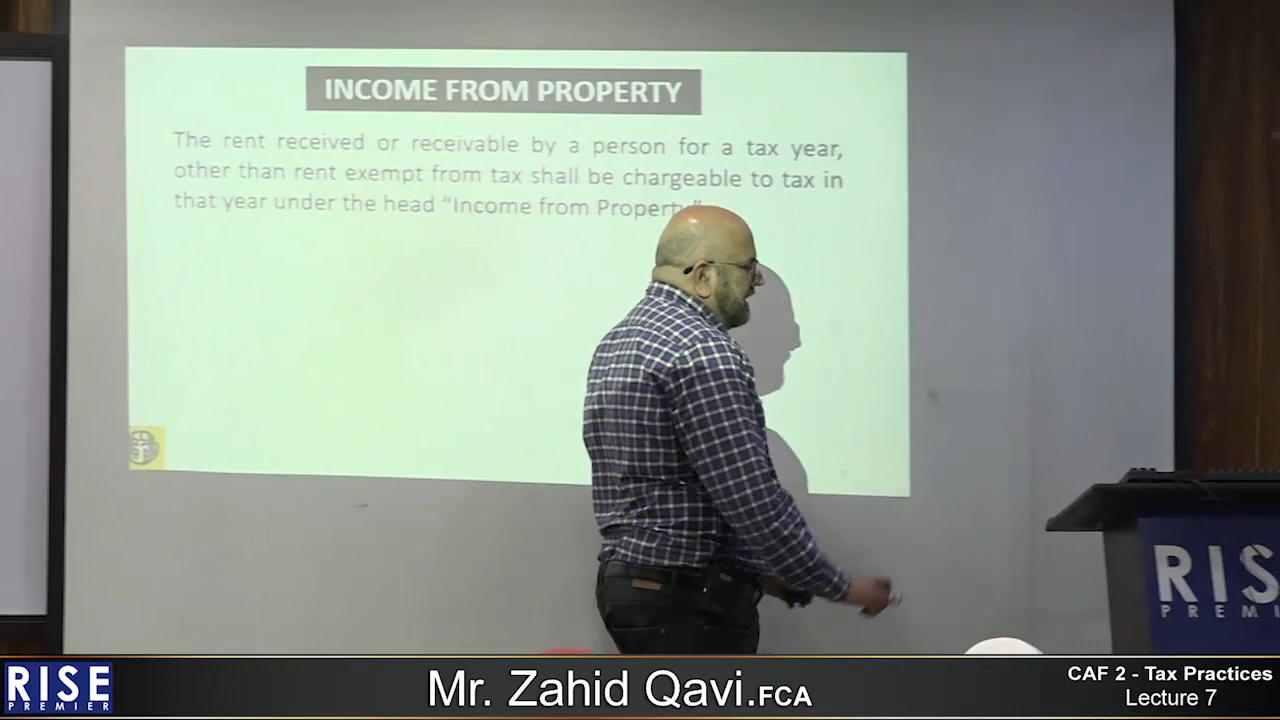 INCOME FROM PROPERTY
The rent received or receivable by a person for a tax year,
other than rent exempt from tax shall be chargeable to tax in
that year under the head “Income from Property”
RIS
PREMI
RISE
PREMIER
Mr. Zahid Qavi.FCA
CAF 2 - Tax Practices
Lecture 7